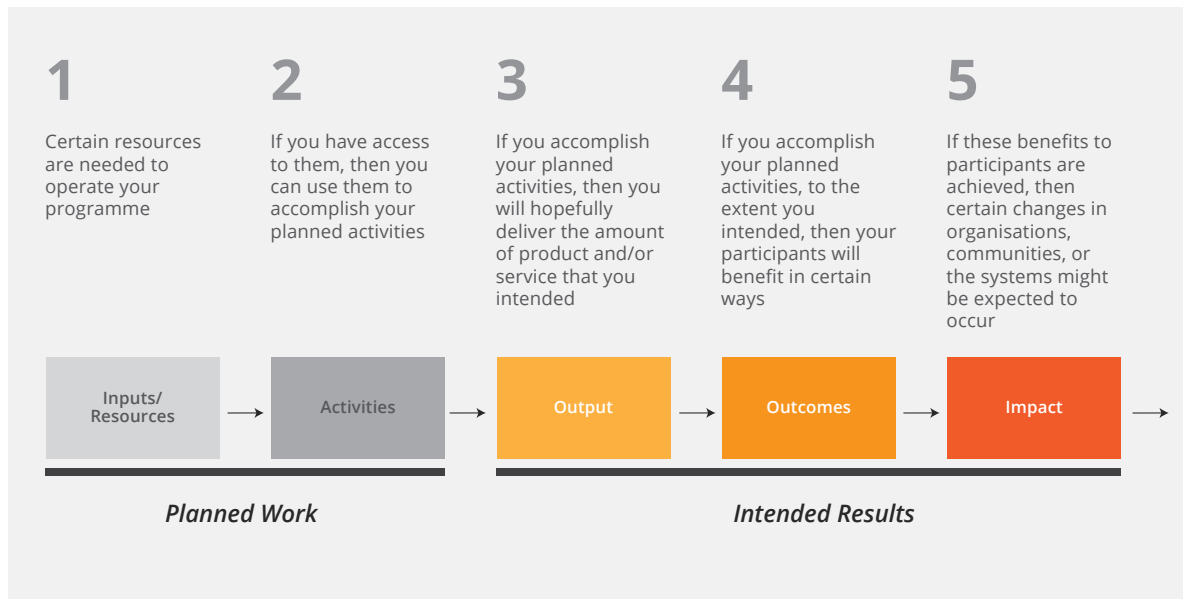 1
Certain resources
are needed to
operate your
programme
2
If you have access
to them, then you
can use them to
accomplish your
planned activities
3
If you accomplish
your planned
activities, then you
will hopefully
deliver the amount
of product and/or
service that you
intended
4
If you accomplish
your planned
activities, to the
extent you
intended, then your
participants will
benefit in certain
ways
5
If these benefits to
participants are
achieved, then
certain changes in
organisations,
communities, or
the systems might
be expected to
occur
Inputs/
Resources
Activities
Output
Outcomes
Impact
Planned Work
Intended Results